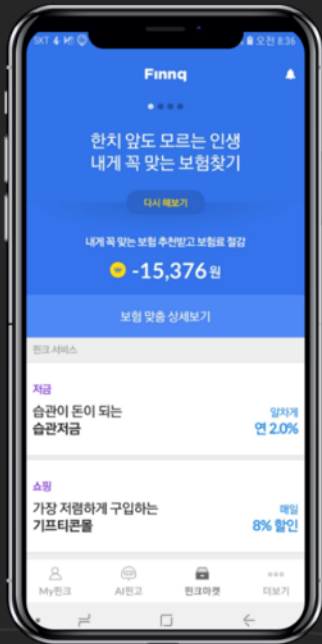 SKT
오전 8:36
Finnq
한치 앞도 모르는 인생
내게 꼭 맞는 보험찾기
다시 해보기
내게 꼭 맞는 보험 추천받고 보험료 절감
-15,376원
보험 맞춤 상세보기
핀크 서비스
저금
습관이 돈이 되는
습관저금
알차게
연 2.0%
쇼핑
가장 저렴하게 구입하는
기프티콘몰
매일
8% 할인
My핀크
AI핀고
핀크마켓
더보기